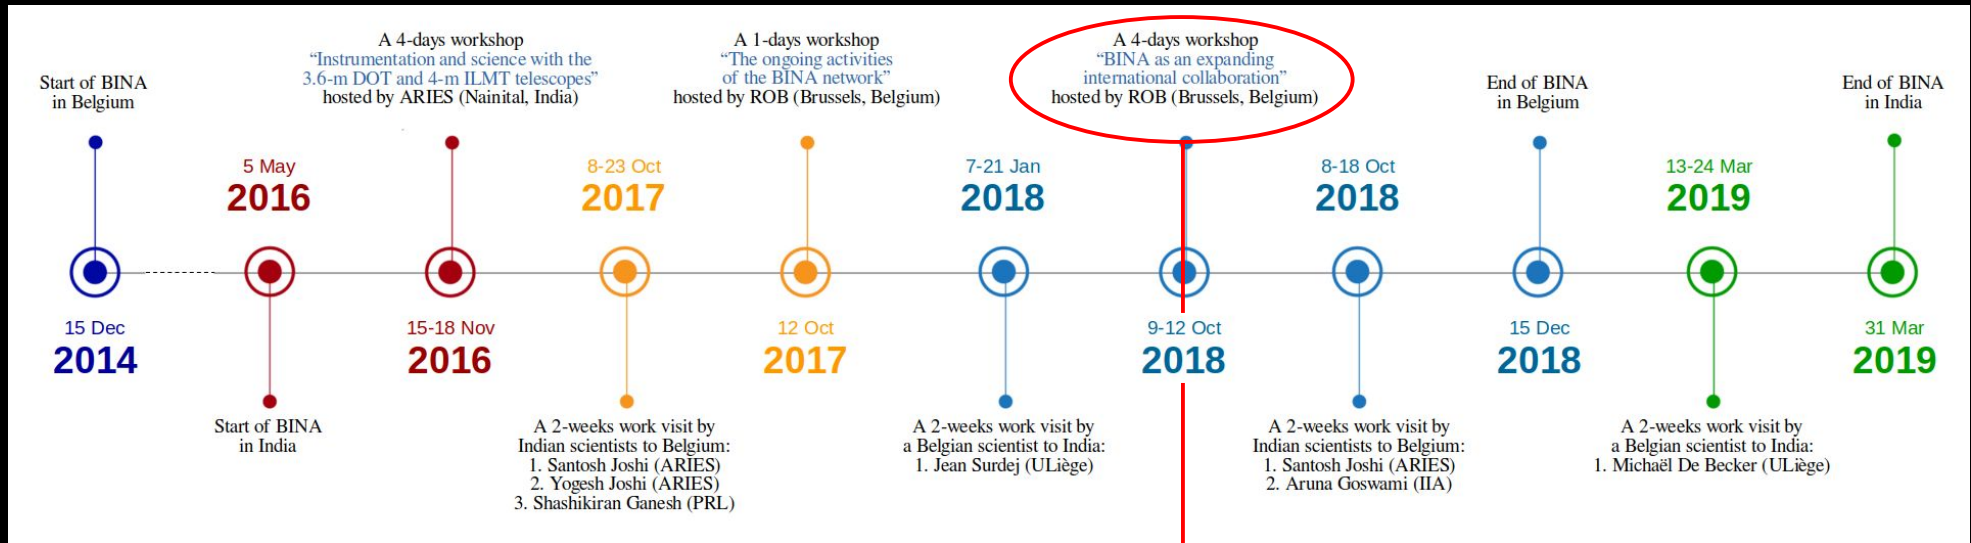 Start of BINA
in Belgium
15 Dec
2014
5 May
2016
Start of BINA
in India
A 4-days workshop
“Instrumentation and science with the
3.6-m DOT and 4-m ILMT telescopes”
hosted by ARIES (Nainital, India)
15-18 Nov
2016
8-23 Oct
2017
A 2-weeks work visit by
Indian scientists to Belgium:
1. Santosh Joshi (ARIES)
2. Yogesh Joshi (ARIES)
3. Shashikiran Ganesh (PRL)
A 1-days workshop
“The ongoing activities
of the BINA network”
hosted by ROB (Brussels, Belgium)
12 Oct
2017
7-21 Jan
2018
A 2-weeks work visit by
a Belgian scientist to India:
1. Jean Surdej (ULiège)
A 4-days workshop
“BINA as an expanding
international collaboration”
hosted by ROB (Brussels, Belgium)
9-12 Oct
2018
8-18 Oct
2018
A 2-weeks work visit by
Indian scientists to Belgium:
1. Santosh Joshi (ARIES)
2. Aruna Goswami (IIA)
End of BINA
in Belgium
15 Dec
2018
13-24 Mar
2019
A 2-weeks work visit by
a Belgian scientist to India:
1. Michaël De Becker (ULiège)
End of BINA
in India
31 Mar
2019